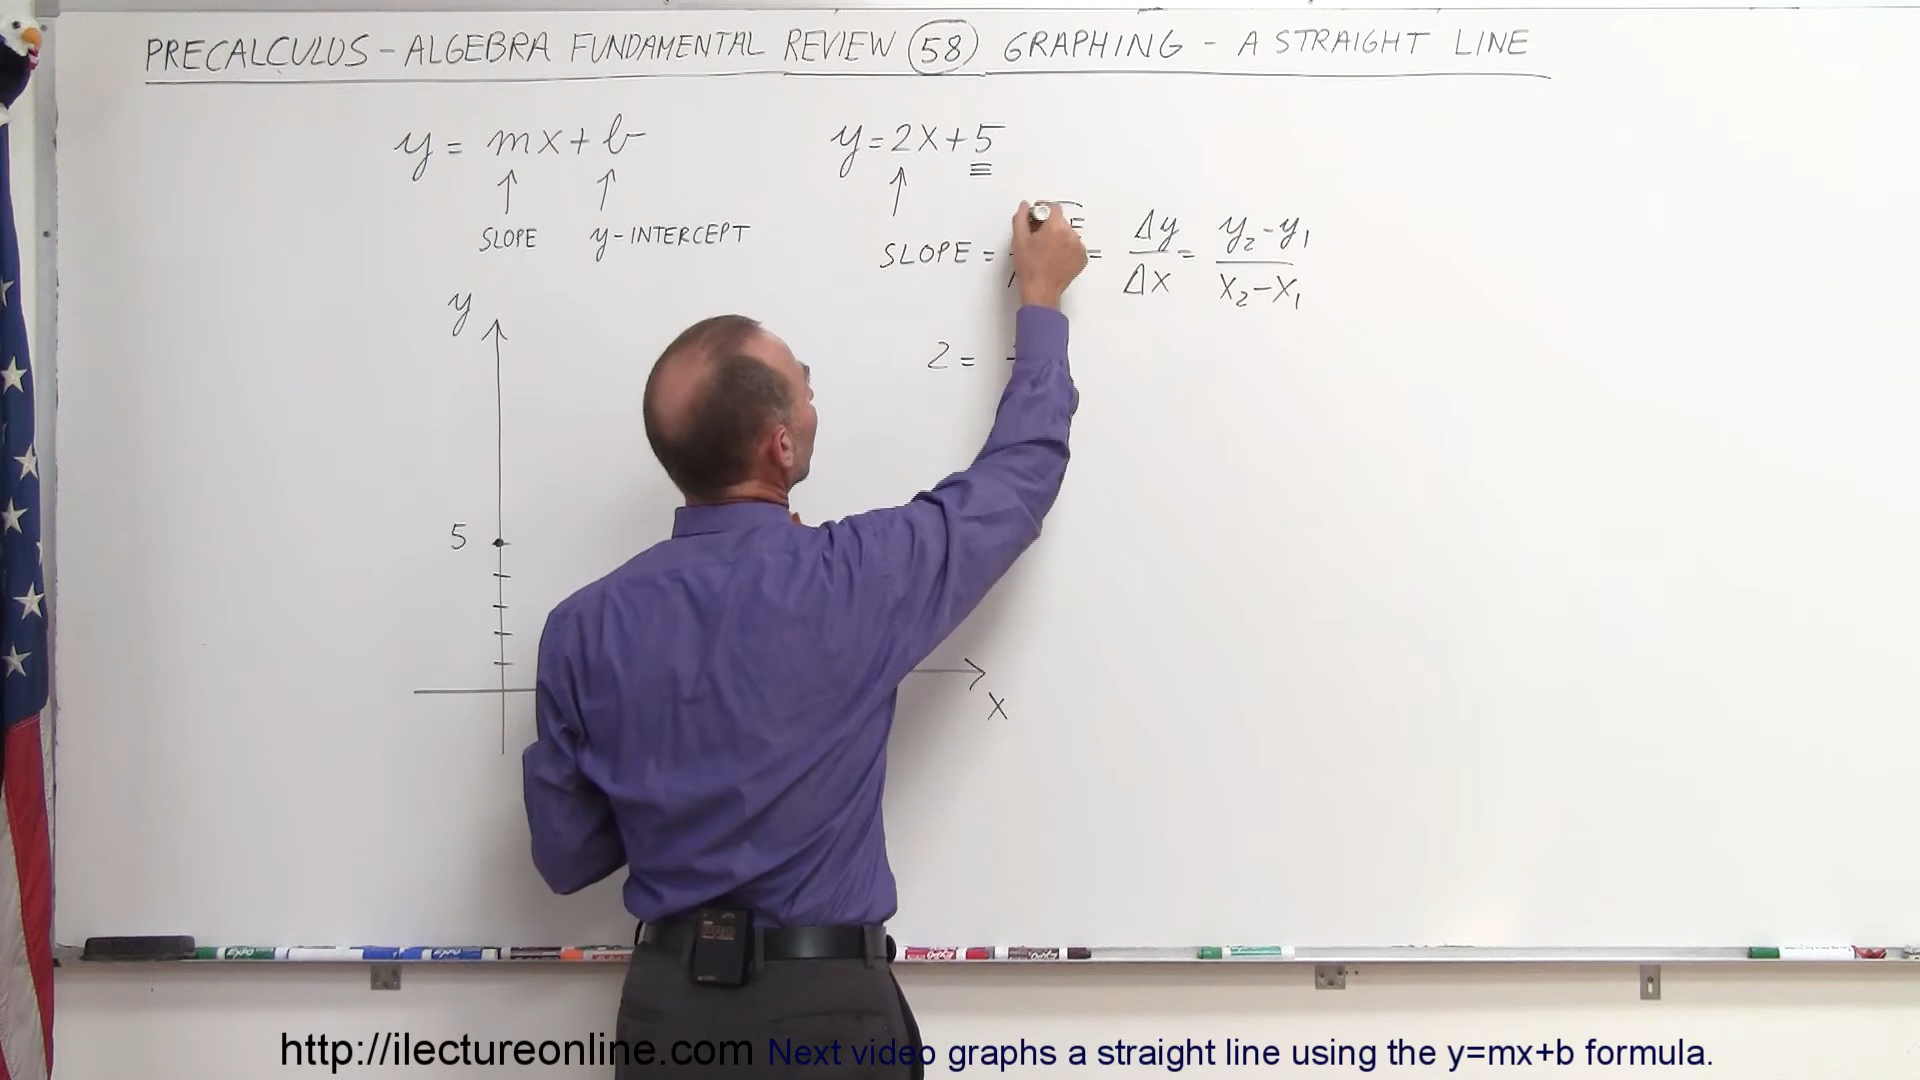 PRECALCULUS - ALGEBRA FUNDAMENTAL REVIEW 58 GRAPHING - A STRAIGHT LINE
y = mx + b
SLOPE
y-INTERCEPT
y=2x+5
SLOPE = = Δy/Δx = y₂-y₁/x₂-x₁
2 =
y
5
x
http://ilectureonline.com Next video graphs a straight line using the y=mx+b formula.